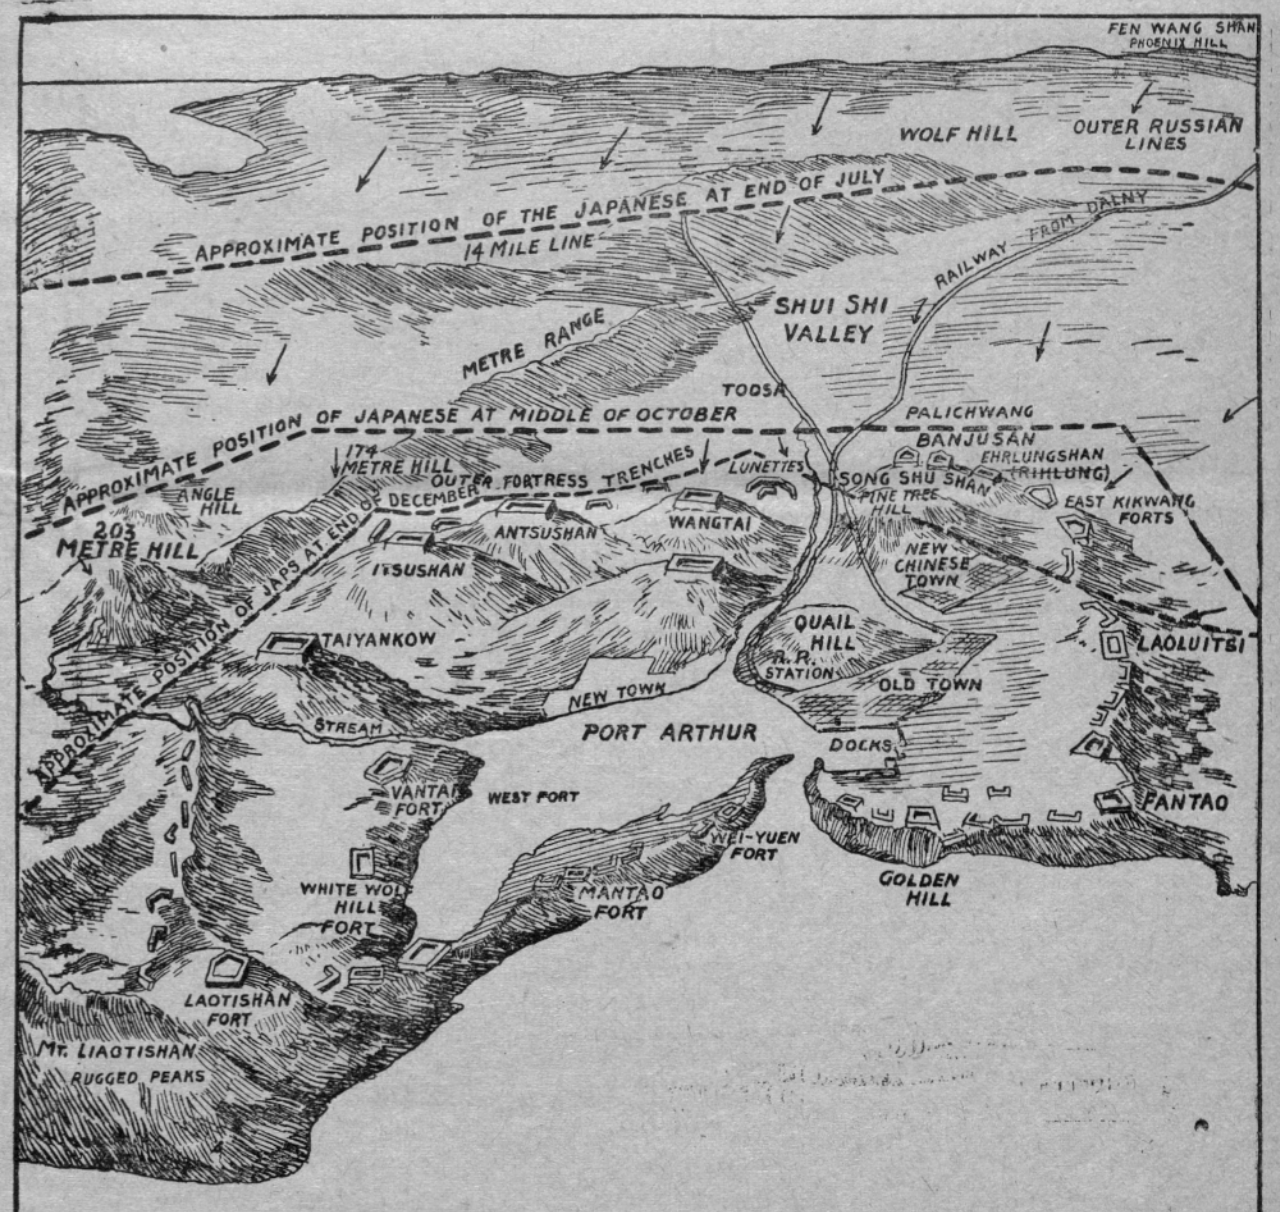 FEN WANG SHAN
PHOENIX HILL
WOLF HILL
OUTER RUSSIAN
LINES
APPROXIMATE POSITION OF THE JAPANESE AT END OF JULY
14 MILE LINE
RAILWAY FROM DALNY
SHUI SHI
VALLEY
METRE RANGE
TODSA
APPROXIMATE POSITION OF JAPANESE AT MIDDLE OF OCTOBER
PALICHWANG
BANJUSAN
EHRLUNGSHAN
(RIHLUNG)
174
METRE HILL
OUTER FORTRESS TRENCHES
LUNETTES
SONG SHU SHAN
PINE TREE
HILL
EAST KIKWANG
FORTS
ANGLE
HILL
203
METRE HILL
APPROXIMATE POSITION OF JAPS AT END OF DECEMBER
ANTSUSHAN
WANGTAI
ITSUSHAN
NEW
CHINESE
TOWN
TAIYANKOW
QUAIL
HILL
R.R.
STATION
LAOLUITSI
OLD TOWN
NEW TOWN
STREAM
PORT ARTHUR
DOCKS
VANTAI
FORT
WEST FORT
FANTAO
WEI-YUEN
FORT
WHITE WOLF
HILL
FORT
MANTAO
FORT
GOLDEN
HILL
LAOTISHAN
FORT
MT. LIAOTISHAN
RUGGED PEAKS